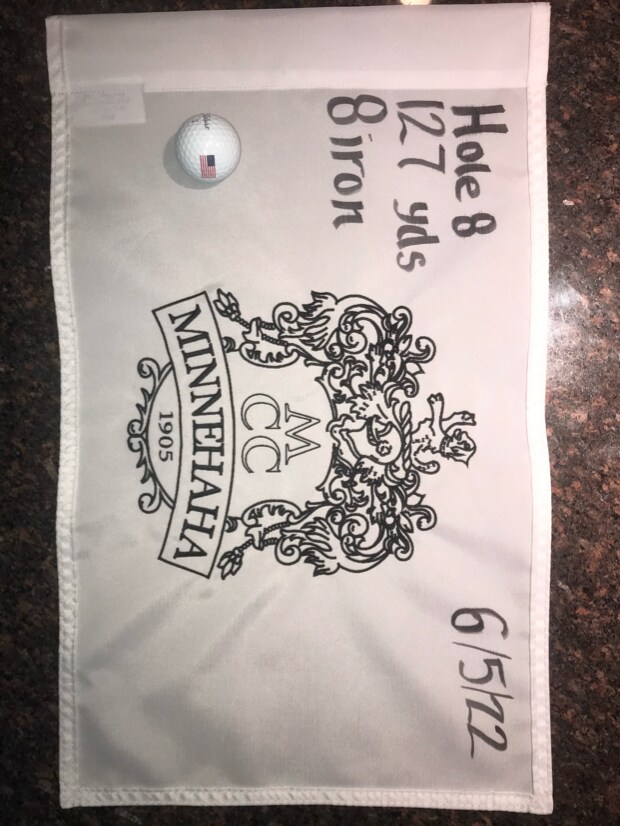 Hole 8
127 yds
8 iron
6/5/22
M
CC
MINNEHAHA
1905